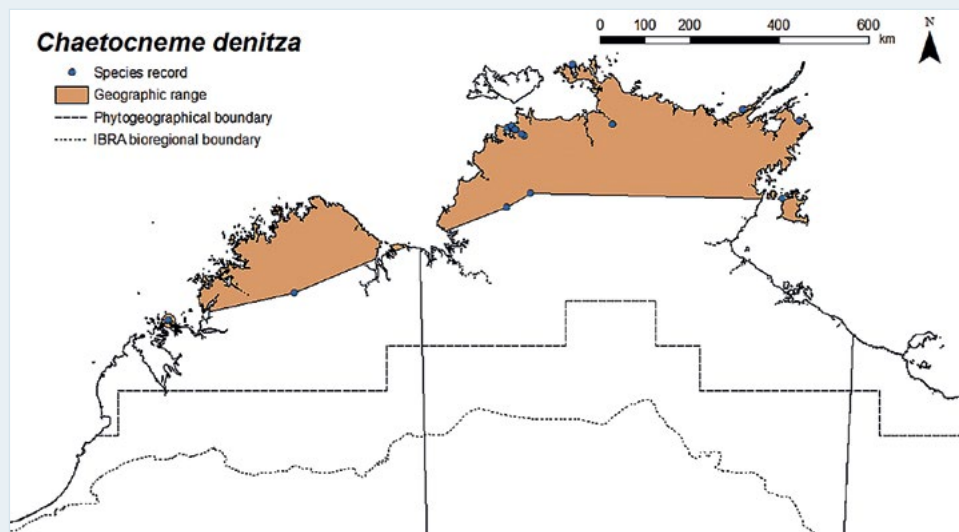 Chaetocneme denitza
Species record
Geographic range
Phytogeographical boundary
IBRA bioregional boundary
0 100 200 400 600
km
N